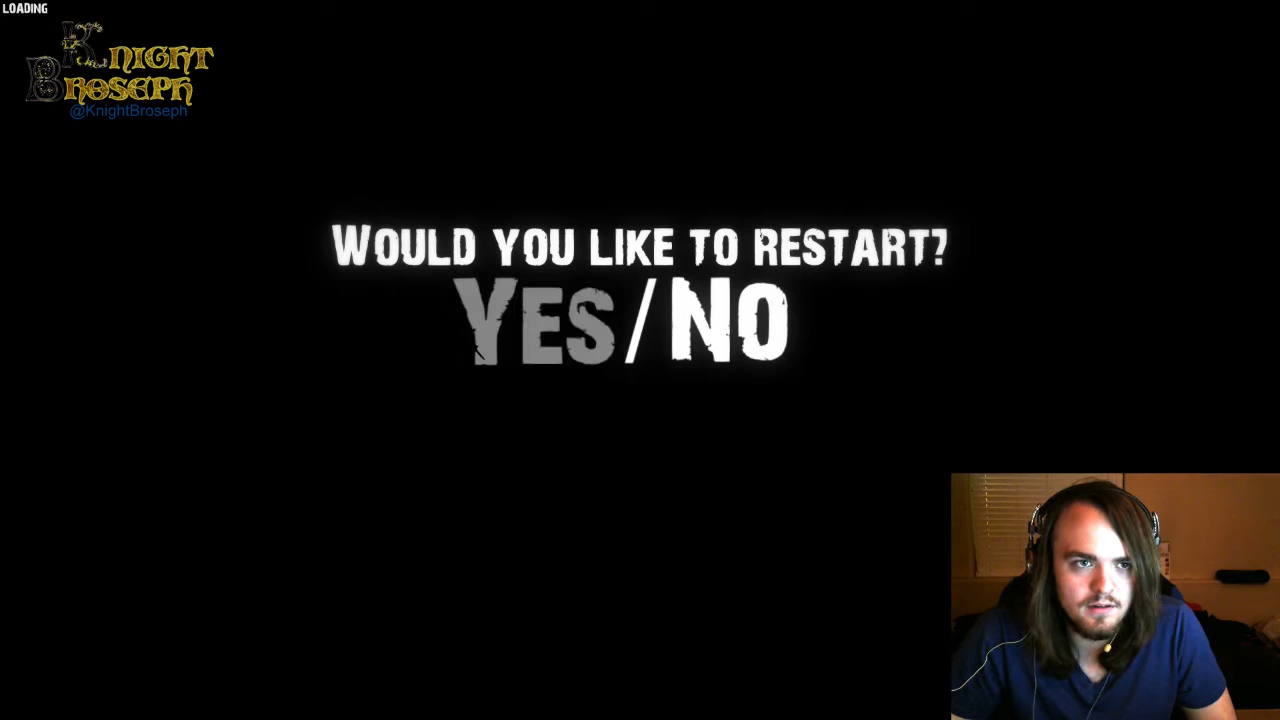 LOADING
KNIGHT
BROSEPH
@KnightBroseph
WOULD YOU LIKE TO RESTART?
YES/NO